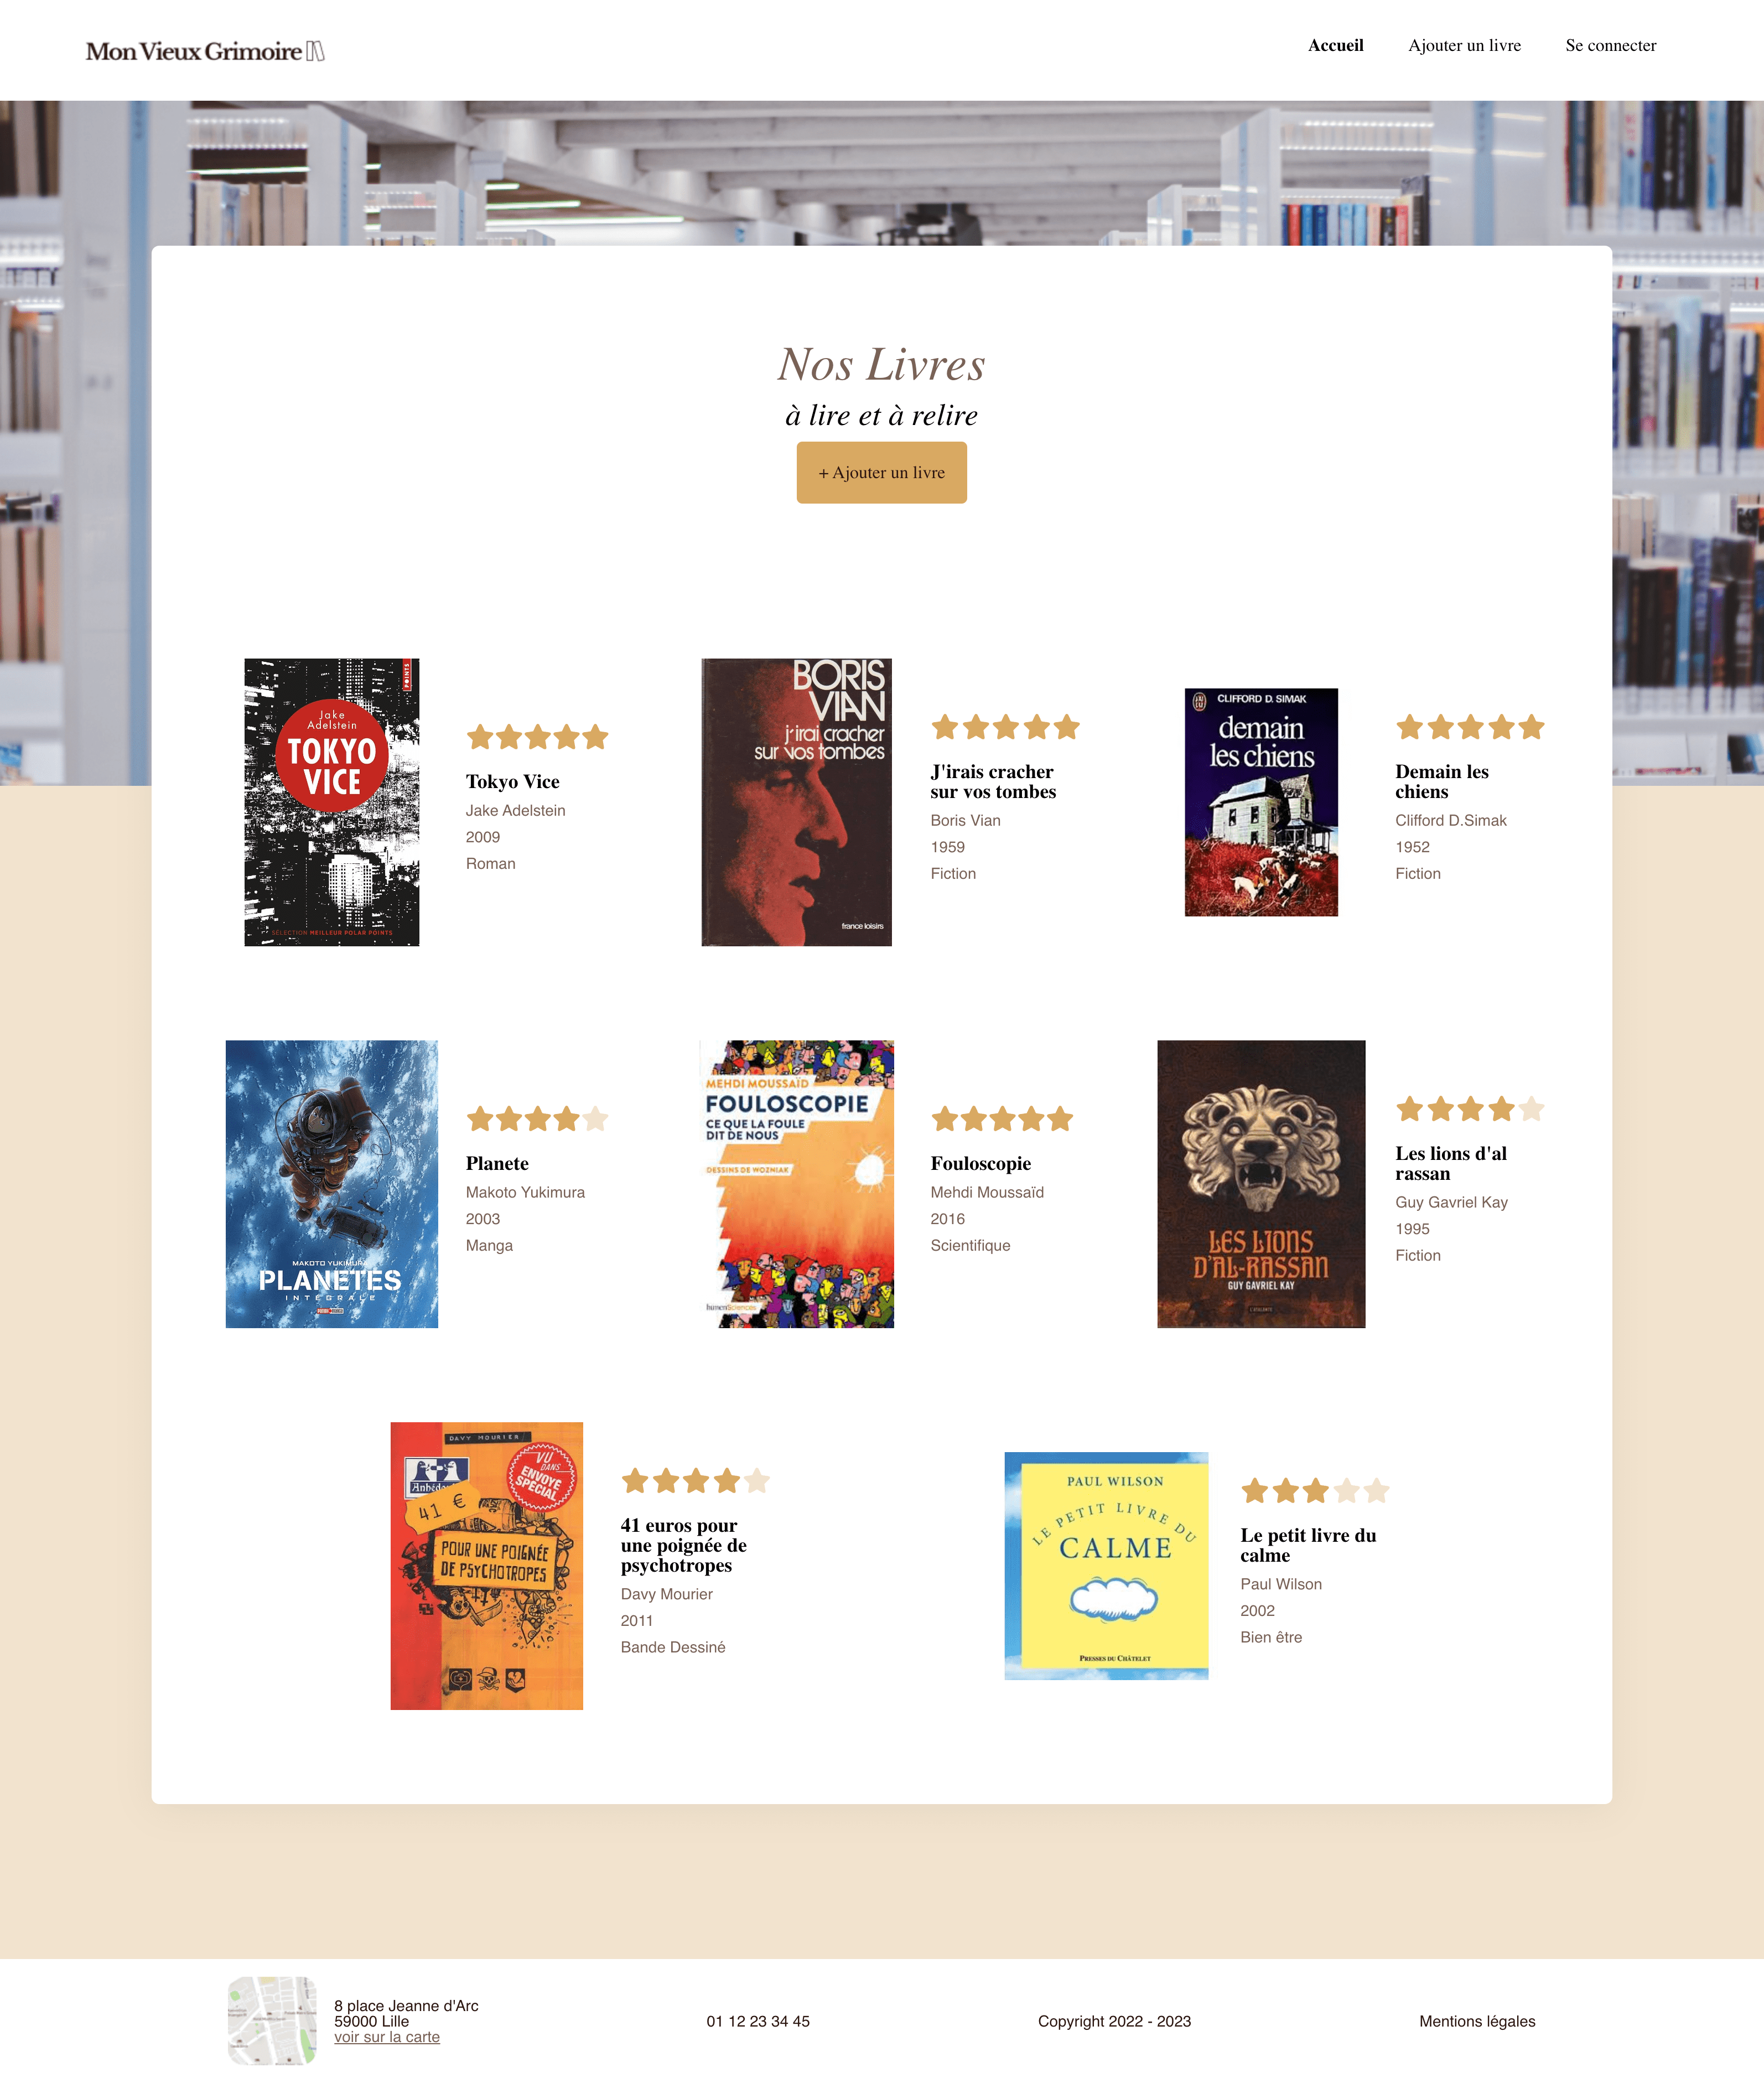 Mon Vieux Grimoire
Accueil
Ajouter un livre
Se connecter
Nos Livres
à lire et à relire
+ Ajouter un livre
POINTS
Jake
Adelstein
TOKYO
VICE
SÉLECTION MEILLEUR POLAR POINTS
Tokyo Vice
Jake Adelstein
2009
Roman
BORIS
VIAN
j'irai cracher
sur vos tombes
france loisirs
J'irais cracher
sur vos tombes
Boris Vian
1959
Fiction
CLIFFORD D. SIMAK
demain
les chiens
Demain les
chiens
Clifford D.Simak
1952
Fiction
MAKOTO YUKIMURA
PLANETES
INTEGRALE
Planete
Makoto Yukimura
2003
Manga
MEHDI MOUSSAÏD
FOULOSCOPIE
CE QUE LA FOULE
DIT DE NOUS
DESSINS DE WOZNIAK
humenSciences
Fouloscopie
Mehdi Moussaïd
2016
Scientifique
LES LIONS
D'AL-RASSAN
GUY GAVRIEL KAY
L'ATALANTE
Les lions d'al
rassan
Guy Gavriel Kay
1995
Fiction
DAVY MOURIER
VU
DANS
ENVOYÉ
SPÉCIAL
41 €
POUR UNE POIGNÉE
DE PSYCHOTROPES
41 euros pour
une poignée de
psychotropes
Davy Mourier
2011
Bande Dessiné
PAUL WILSON
LE PETIT LIVRE DU
CALME
PRESSES DU CHÂTELET
Le petit livre du
calme
Paul Wilson
2002
Bien être
8 place Jeanne d'Arc
59000 Lille
voir sur la carte
01 12 23 34 45
Copyright 2022 - 2023
Mentions légales